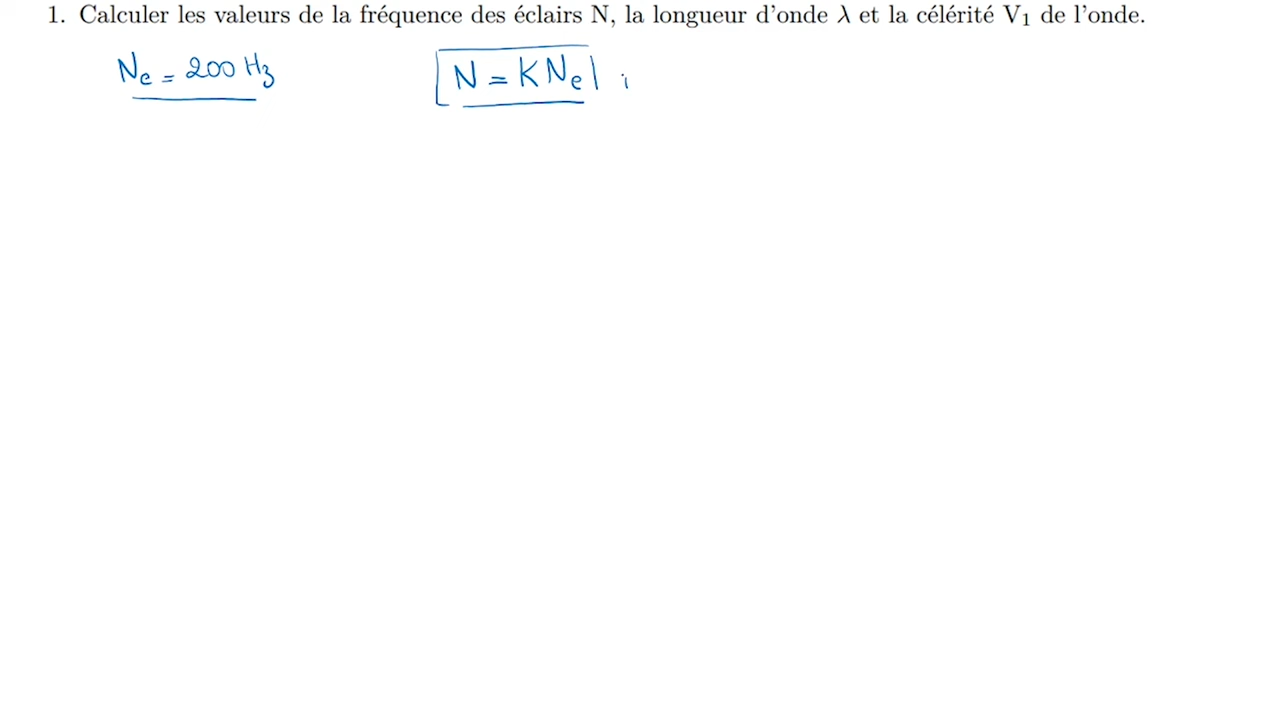 1. Calculer les valeurs de la fréquence des éclairs N, la longueur d'onde λ et la célérité V₁ de l'onde.
Ne = 200 Hz N = K Ne i